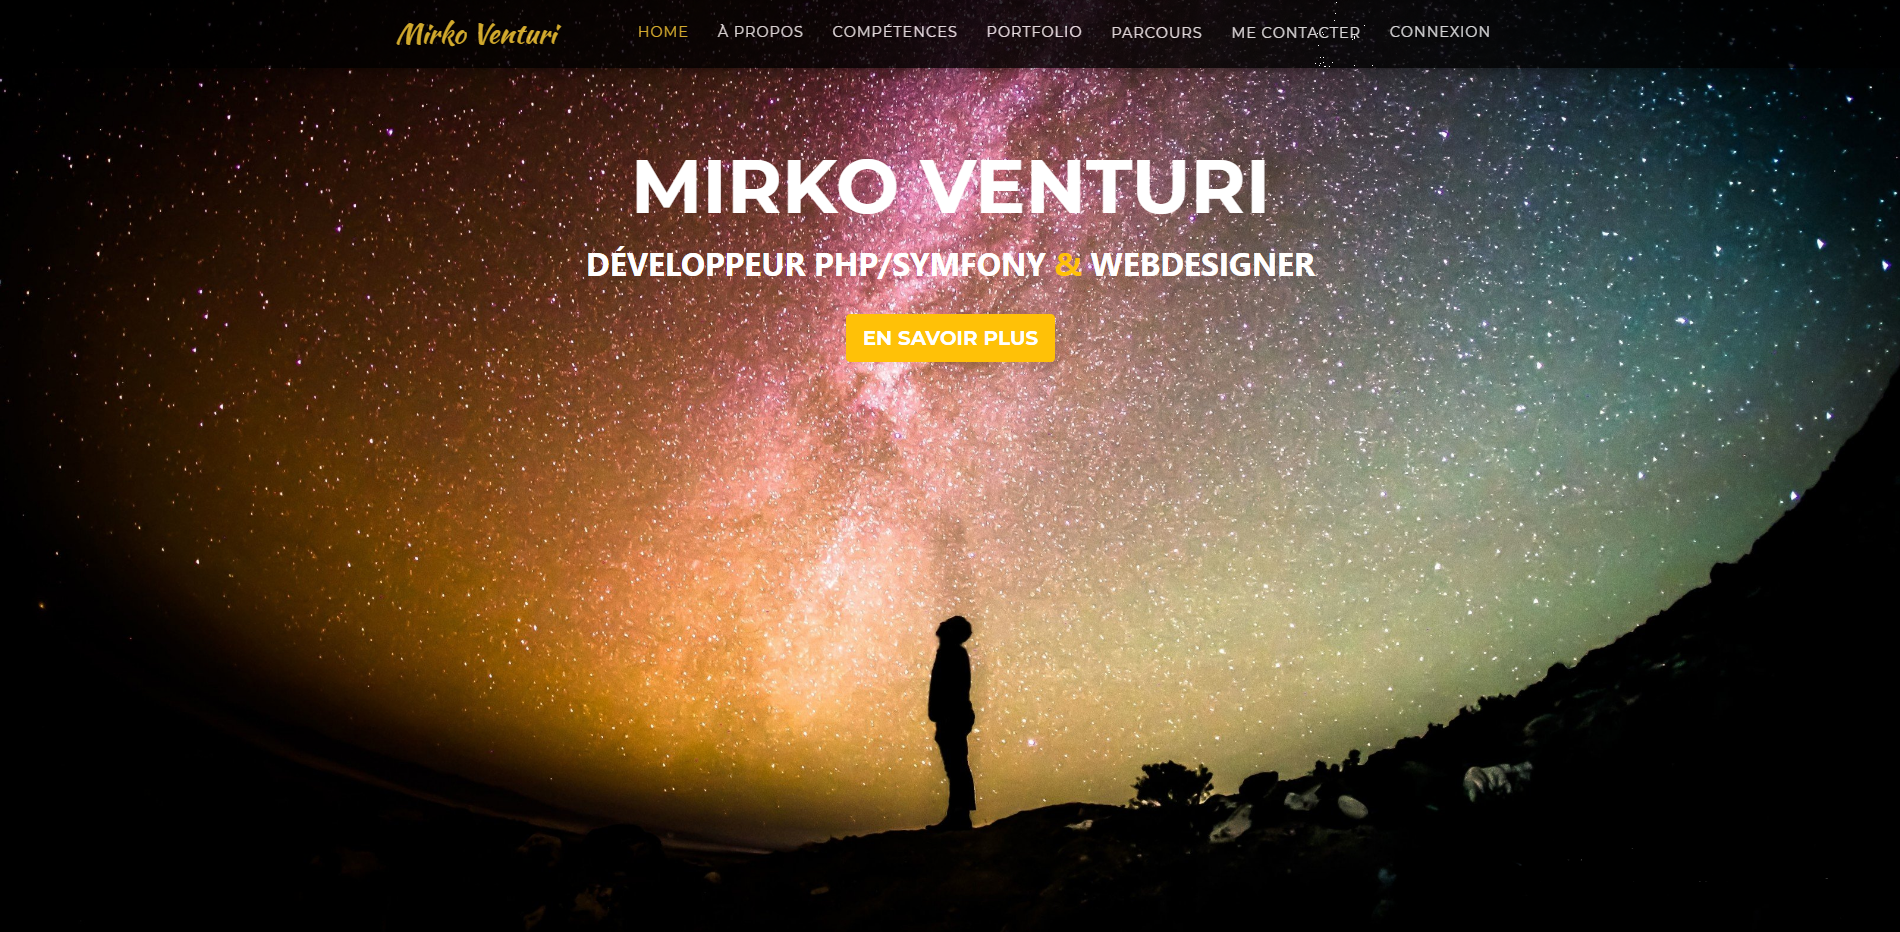 Mirko Venturi HOME À PROPOS COMPÉTENCES PORTFOLIO PARCOURS ME CONTACTER CONNEXION
MIRKO VENTURI
DÉVELOPPEUR PHP/SYMFONY & WEBDESIGNER
EN SAVOIR PLUS